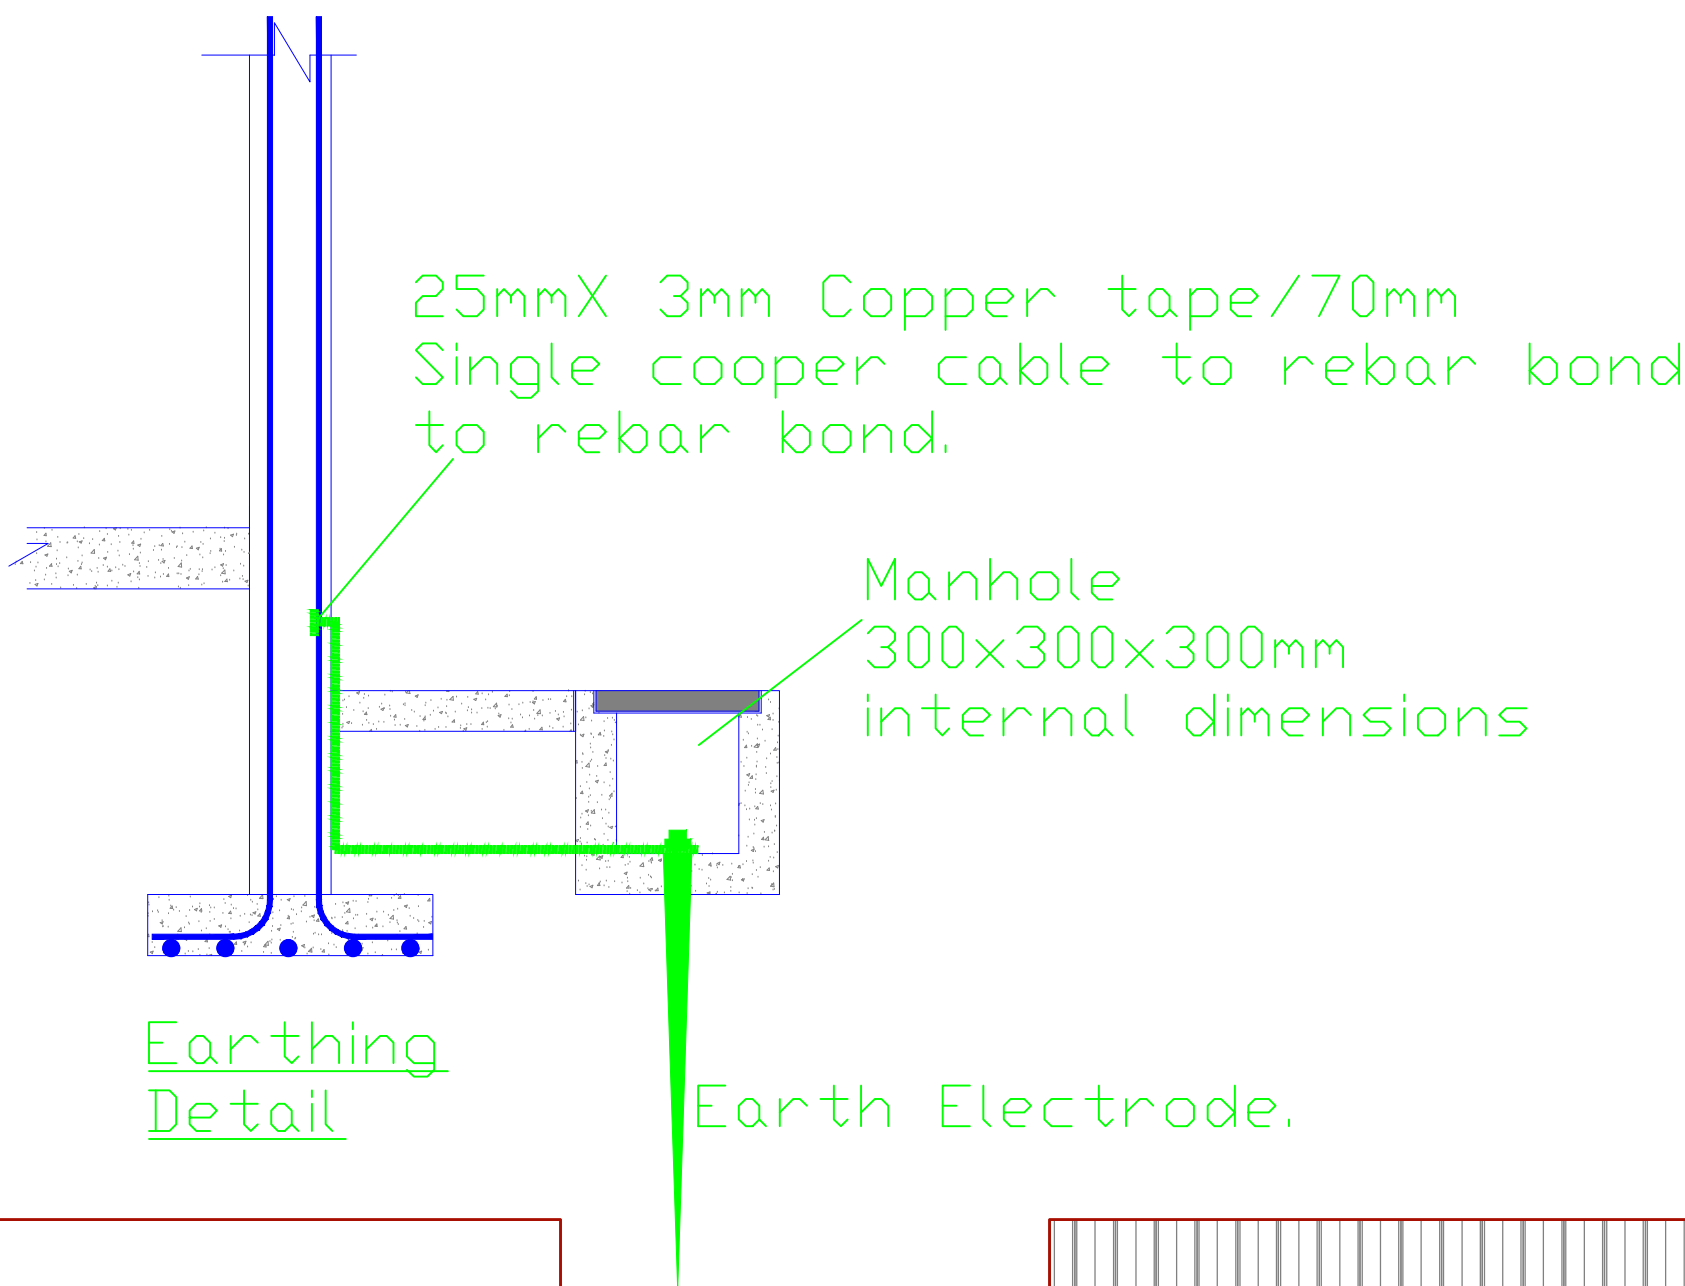 25mmX 3mm Copper tape/70mm
Single cooper cable to rebar bond
to rebar bond.
Manhole
300x300x300mm
internal dimensions
Earthing
Detail
Earth Electrode.